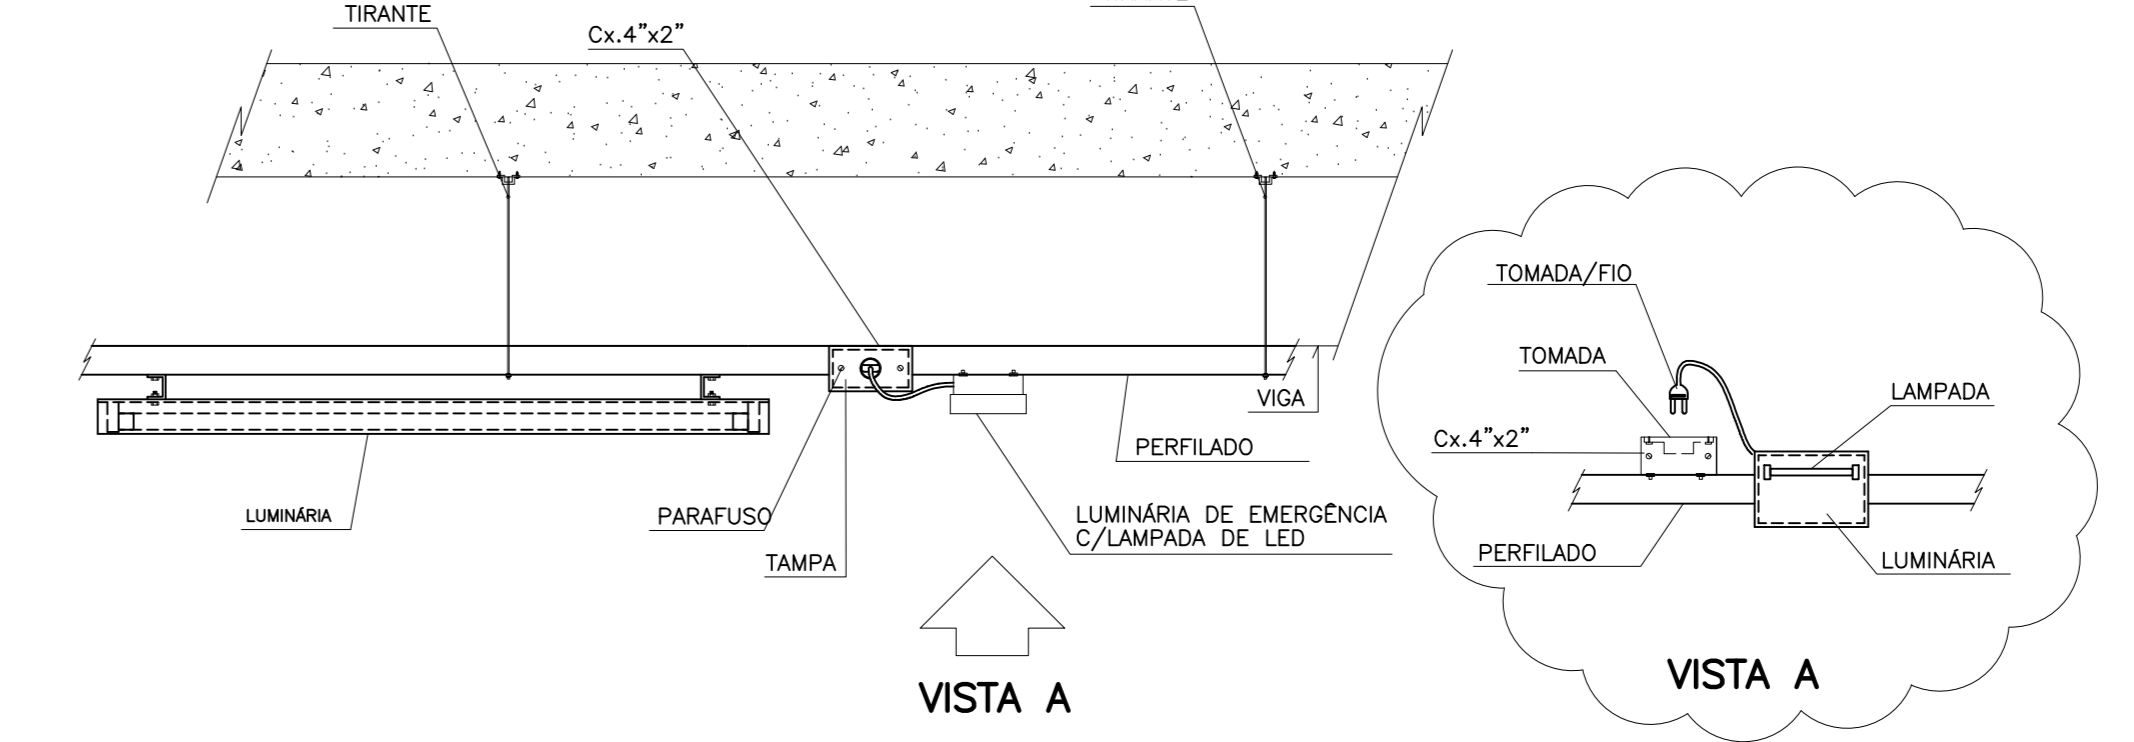 TIRANTE
Cx.4"x2"
VIGA
PERFILADO
LUMINÁRIA
PARAFUSO
TAMPA
LUMINÁRIA DE EMERGÊNCIA
C/LAMPADA DE LED
VISTA A
TOMADA/FIO
TOMADA
LAMPADA
Cx.4"x2"
PERFILADO
LUMINÁRIA
VISTA A